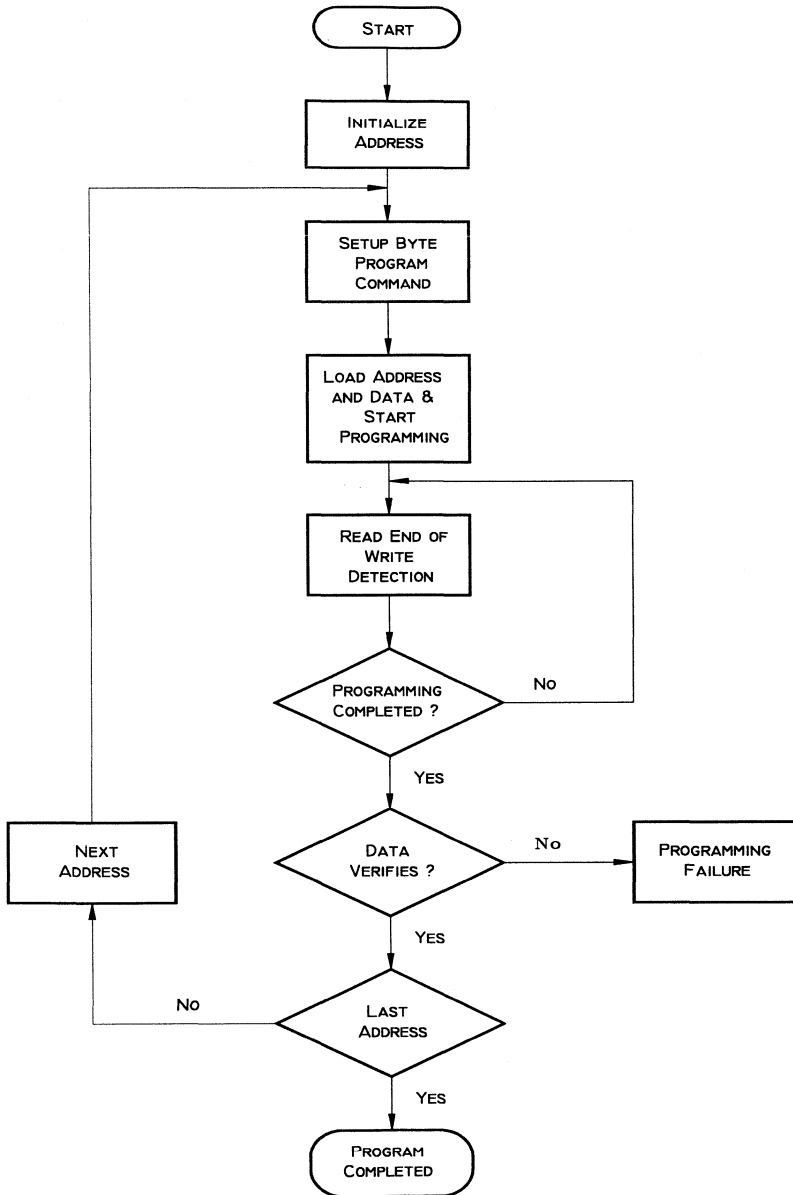 START
INITIALIZE
ADDRESS
SETUP BYTE
PROGRAM
COMMAND
LOAD ADDRESS
AND DATA &
START
PROGRAMMING
READ END OF
WRITE
DETECTION
PROGRAMMING
COMPLETED ?
NO
YES
DATA
VERIFIES ?
NO
PROGRAMMING
FAILURE
YES
LAST
ADDRESS
NO
NEXT
ADDRESS
YES
PROGRAM
COMPLETED